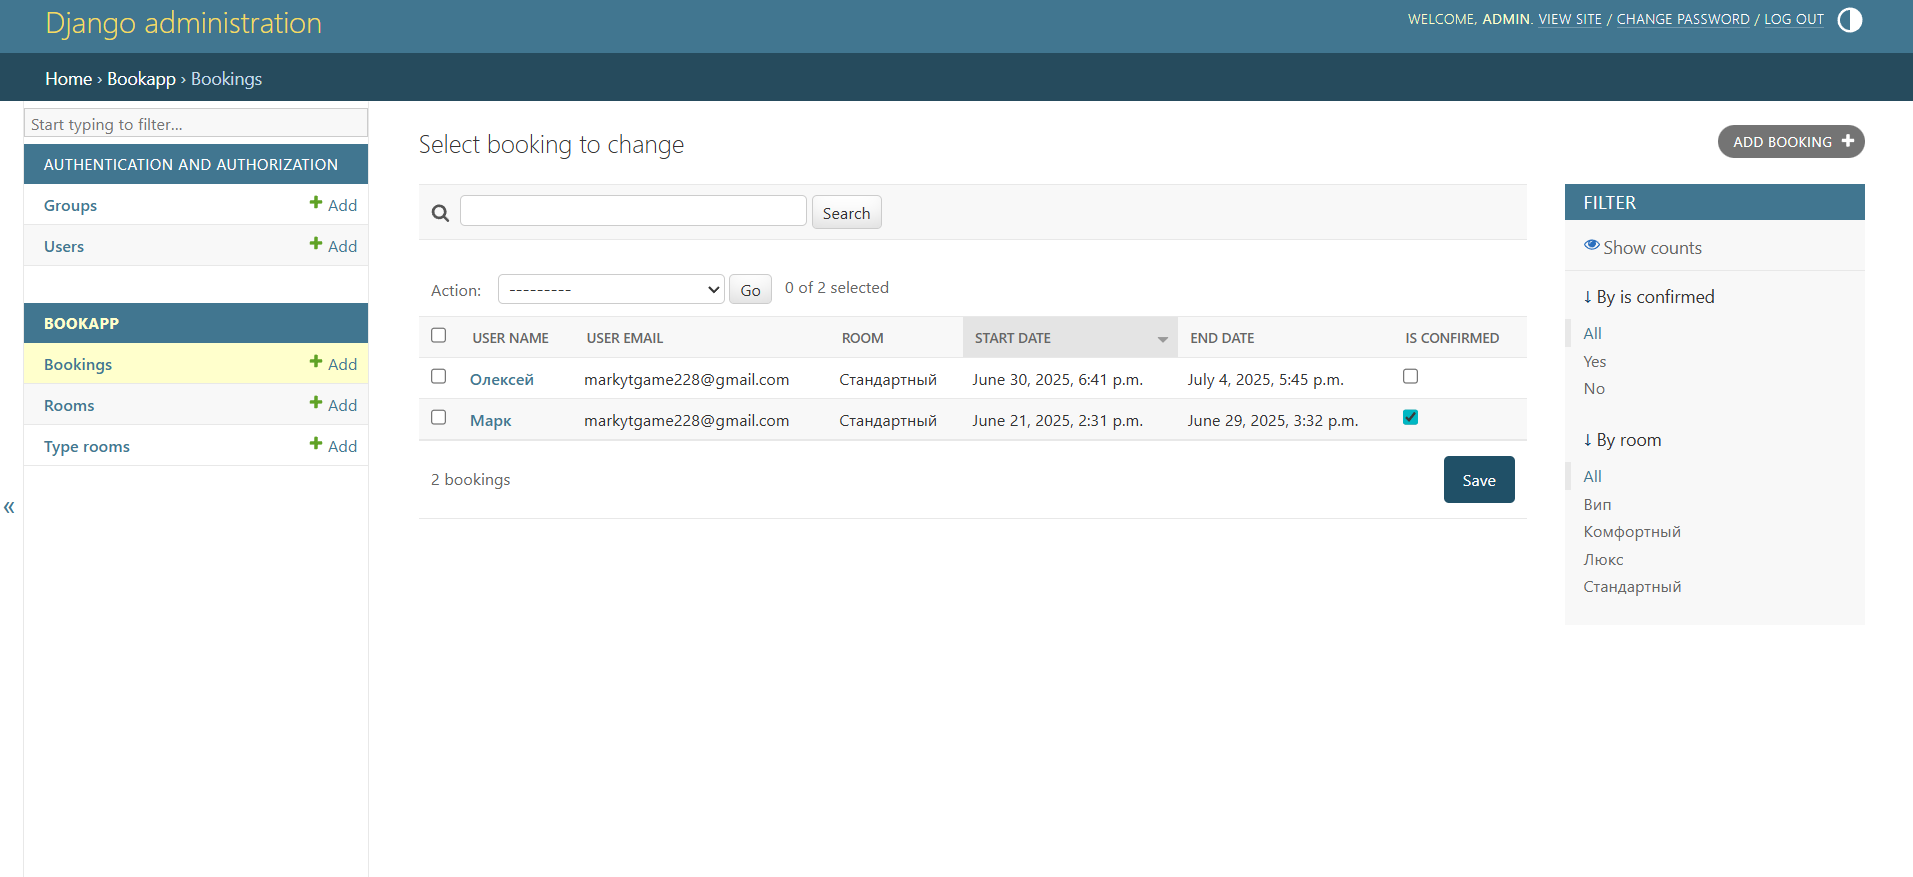 Django administration
WELCOME, ADMIN. VIEW SITE / CHANGE PASSWORD / LOG OUT
Home › Bookapp › Bookings
Start typing to filter...
AUTHENTICATION AND AUTHORIZATION
Groups Add
Users Add
BOOKAPP
Bookings Add
Rooms Add
Type rooms Add
«
Select booking to change
ADD BOOKING
Search
Action: --------- Go 0 of 2 selected
USER NAME USER EMAIL ROOM START DATE END DATE IS CONFIRMED
Олексей markytgame228@gmail.com Стандартный June 30, 2025, 6:41 p.m. July 4, 2025, 5:45 p.m.
Марк markytgame228@gmail.com Стандартный June 21, 2025, 2:31 p.m. June 29, 2025, 3:32 p.m.
2 bookings
Save
FILTER
Show counts
↓ By is confirmed
All
Yes
No
↓ By room
All
Вип
Комфортный
Люкс
Стандартный